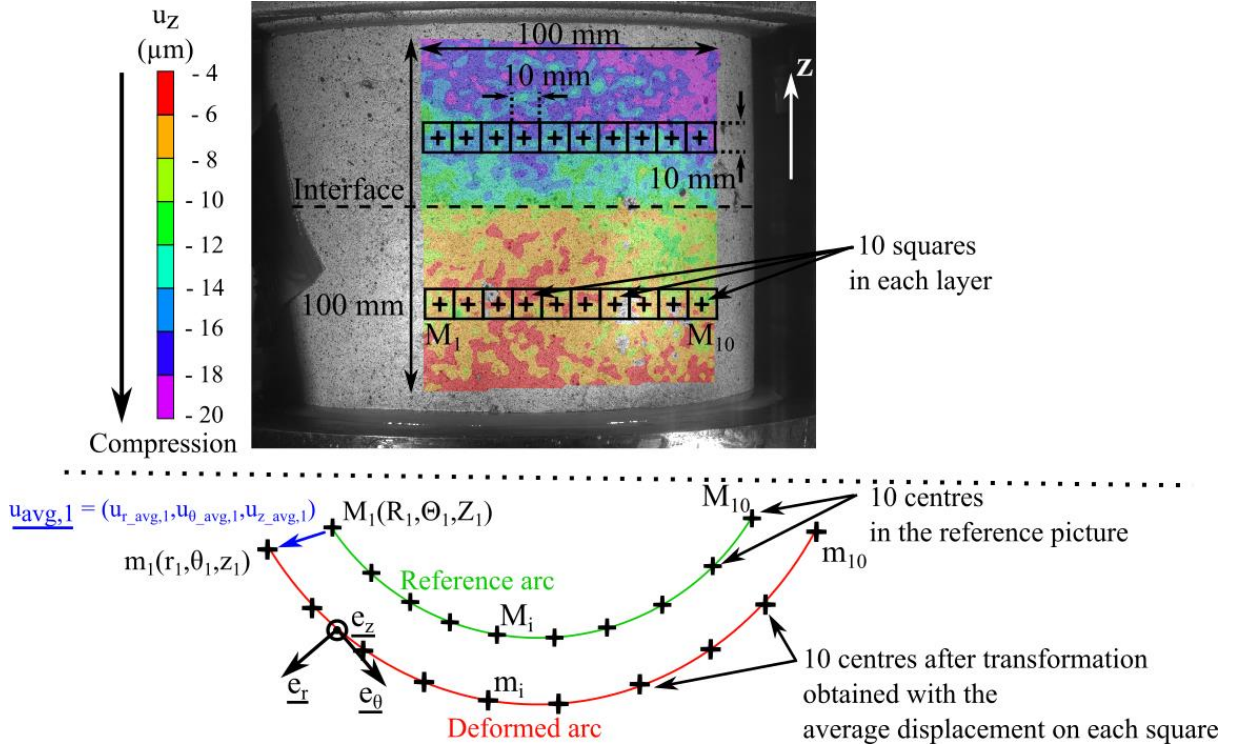 u_z
(μm)
- 4
- 6
- 8
- 10
- 12
- 14
- 16
- 18
- 20
Compression
100 mm
10 mm
z
10 mm
Interface
100 mm
M_1
M_10
10 squares
in each layer
u_avg,1 = (u_r_avg,1,u_θ_avg,1,u_z_avg,1)
M_1(R_1,Θ_1,Z_1)
M_10
10 centres
in the reference picture
m_1(r_1,θ_1,z_1)
m_10
Reference arc
M_i
e_z
e_r
e_θ
m_i
Deformed arc
10 centres after transformation
obtained with the
average displacement on each square